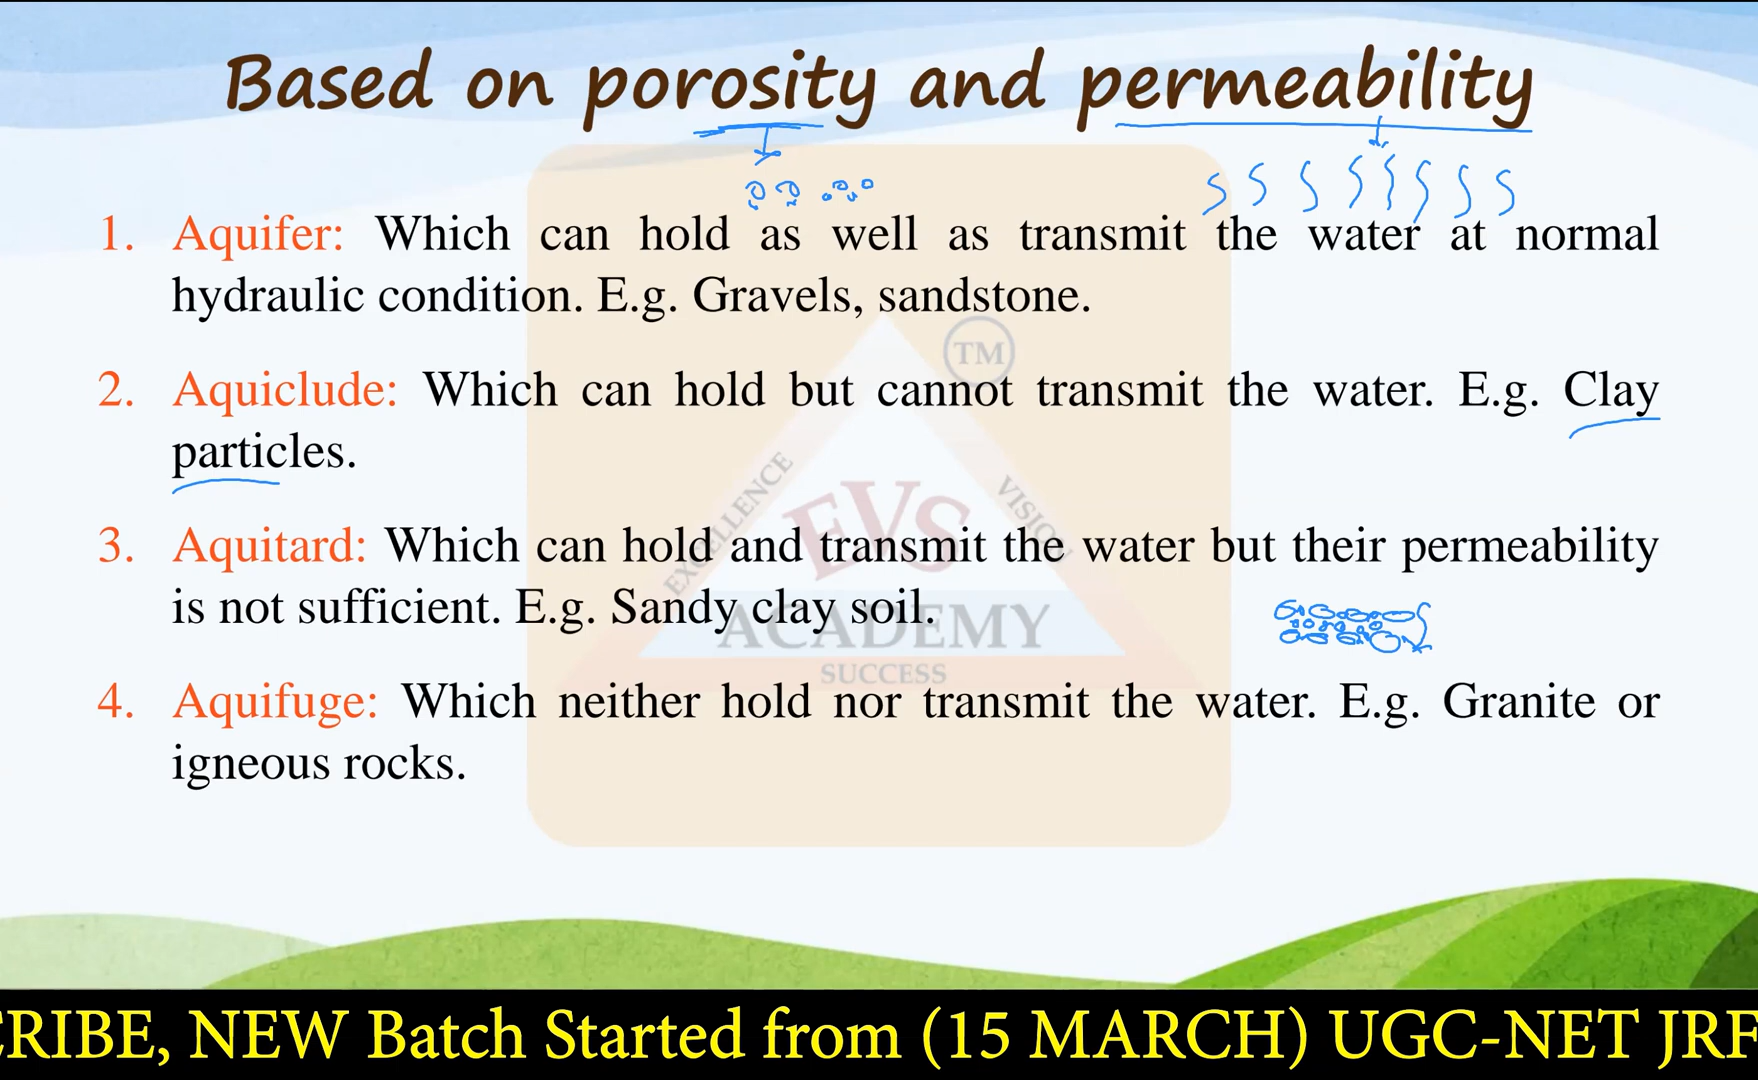 Based on porosity and permeability
1. Aquifer: Which can hold as well as transmit the water at normal
hydraulic condition. E.g. Gravels, sandstone.
TM
2. Aquiclude: Which can hold but cannot transmit the water. E.g. Clay
particles.
EXCELLENCE
VISION
EVS
3. Aquitard: Which can hold and transmit the water but their permeability
is not sufficient. E.g. Sandy clay soil.
ACADEMY
SUCCESS
4. Aquifuge: Which neither hold nor transmit the water. E.g. Granite or
igneous rocks.
CRIBE, NEW Batch Started from (15 MARCH) UGC-NET JRF